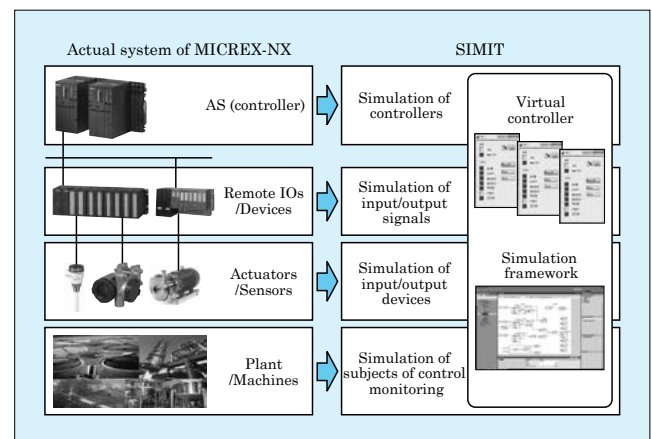 Actual system of MICREX-NX
SIMIT
AS (controller)
Simulation of
controllers
Virtual
controller
Remote IOs
/Devices
Simulation of
input/output
signals
Actuators
/Sensors
Simulation of
input/output
devices
Simulation
framework
Plant
/Machines
Simulation of
subjects of control
monitoring